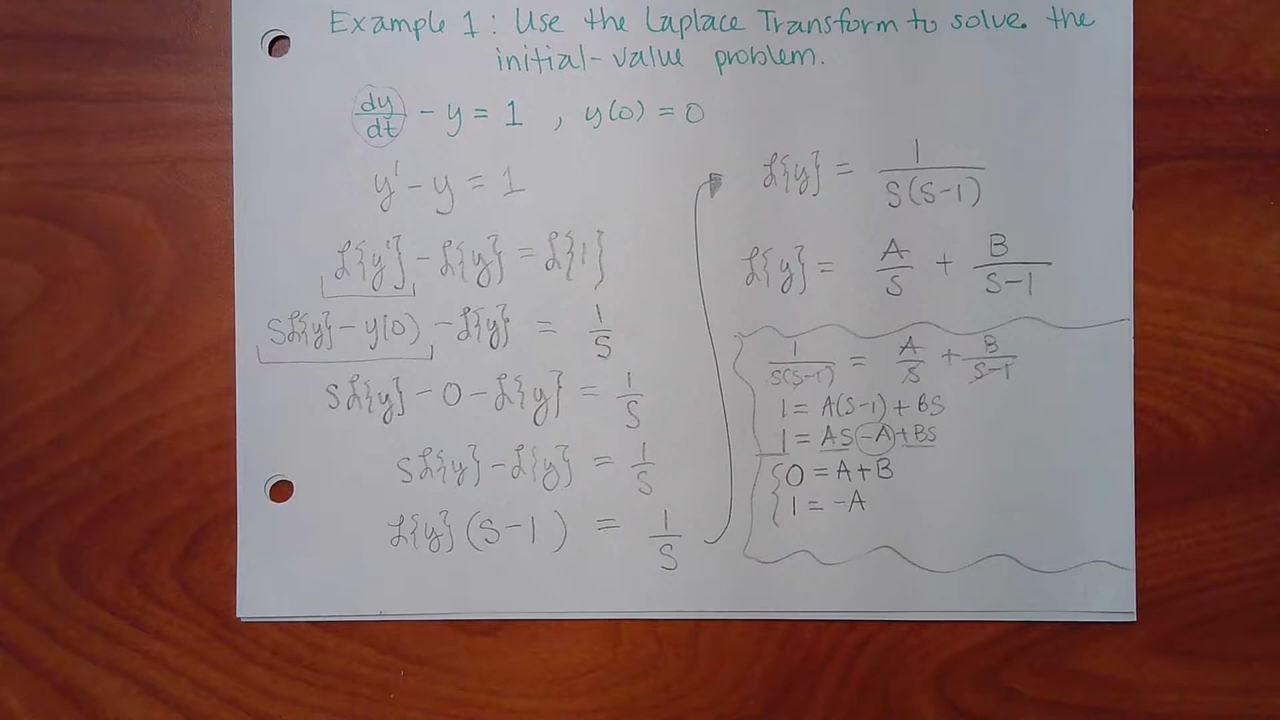 Example 1: Use the Laplace Transform to solve the
initial-value problem.
dy/dt - y = 1 , y(0) = 0
y' - y = 1
ℒ{y'} - ℒ{y} = ℒ{1}
sℒ{y} - y(0) - ℒ{y} = 1/s
sℒ{y} - 0 - ℒ{y} = 1/s
sℒ{y} - ℒ{y} = 1/s
ℒ{y}(s-1) = 1/s
ℒ{y} = 1/(s(s-1))
ℒ{y} = A/s + B/(s-1)
1/(s(s-1)) = A/s + B/(s-1)
1 = A(s-1) + Bs
1 = As - A + Bs
0 = A + B
1 = -A